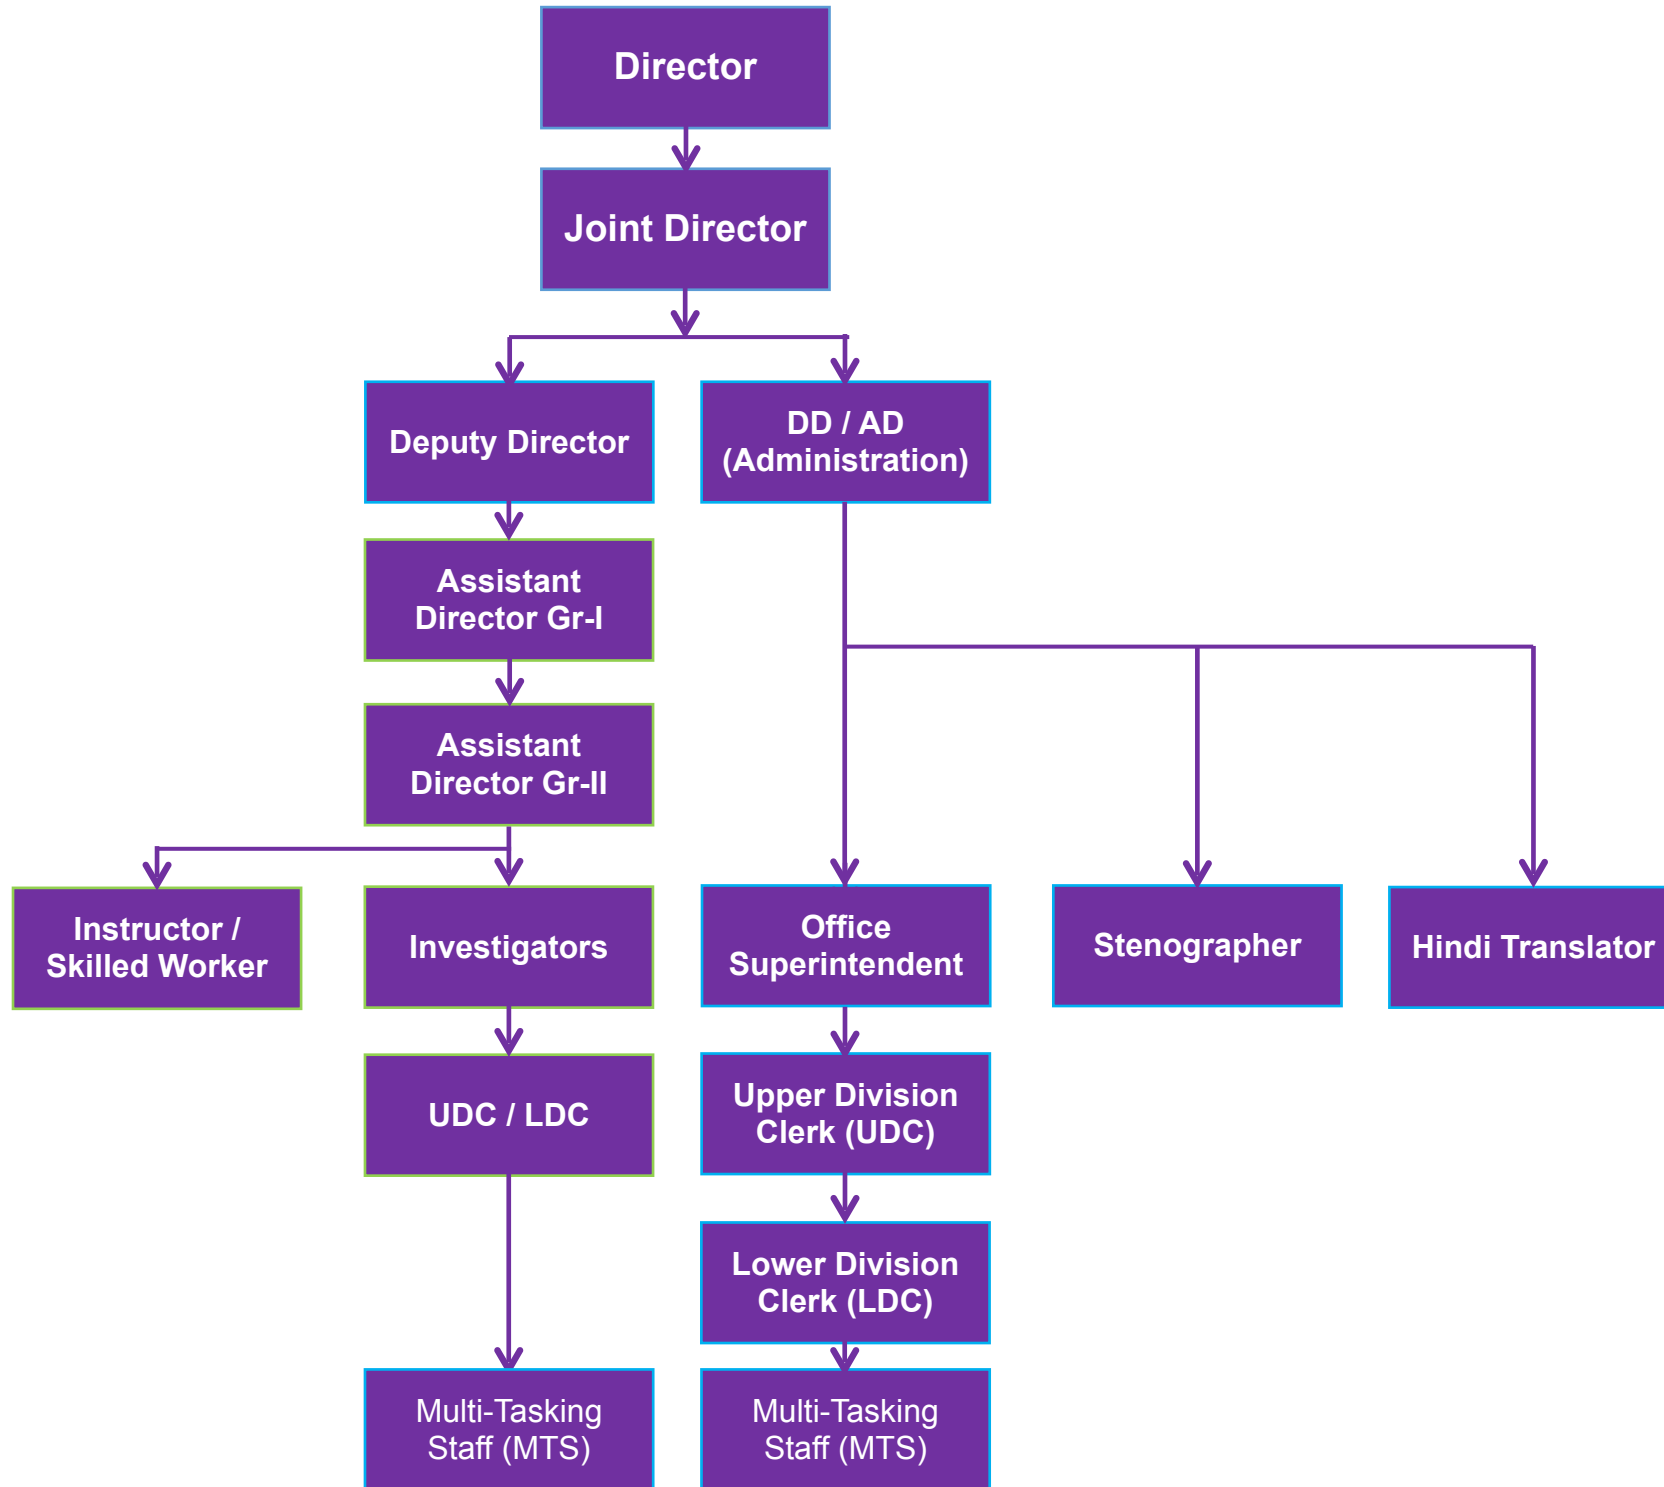 Director
Joint Director
Deputy Director
DD / AD
(Administration)
Assistant
Director Gr-I
Assistant
Director Gr-II
Instructor /
Skilled Worker
Investigators
Office
Superintendent
Stenographer
Hindi Translator
UDC / LDC
Upper Division
Clerk (UDC)
Lower Division
Clerk (LDC)
Multi-Tasking
Staff (MTS)
Multi-Tasking
Staff (MTS)